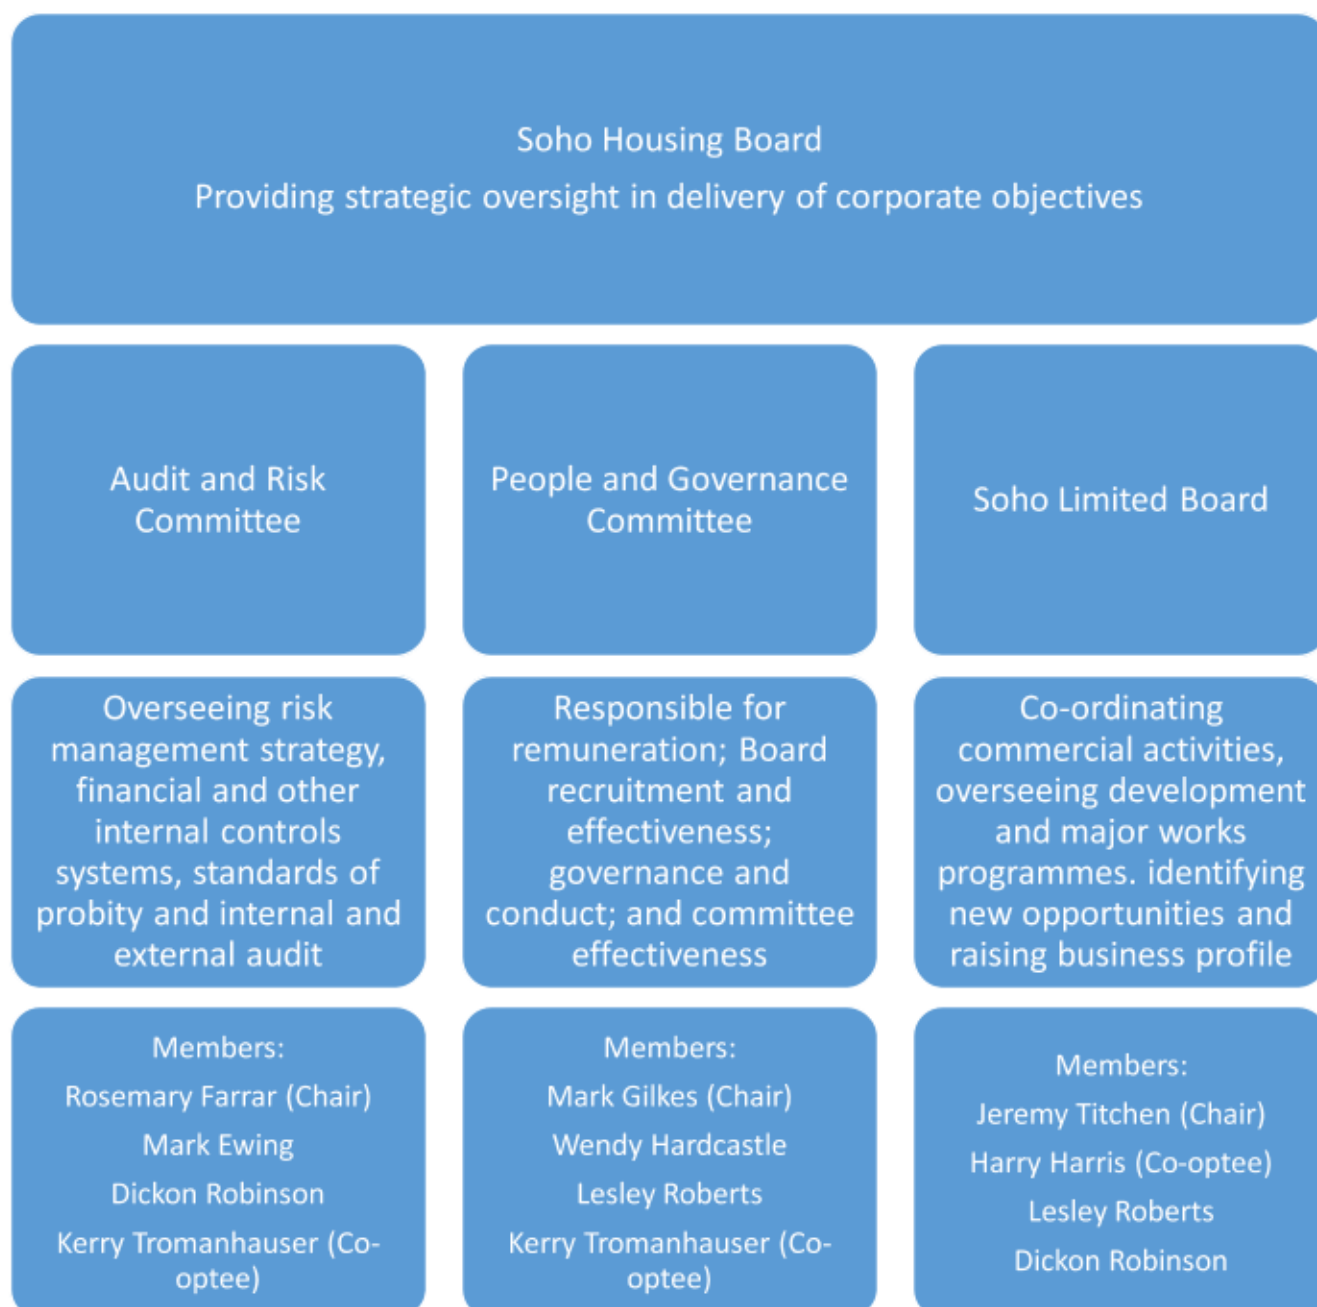 Soho Housing Board
Providing strategic oversight in delivery of corporate objectives
Audit and Risk
Committee
People and Governance
Committee
Soho Limited Board
Overseeing risk
management strategy,
financial and other
internal controls
systems, standards of
probity and internal and
external audit
Responsible for
remuneration; Board
recruitment and
effectiveness;
governance and
conduct; and committee
effectiveness
Co-ordinating
commercial activities,
overseeing development
and major works
programmes. identifying
new opportunities and
raising business profile
Members:
Rosemary Farrar (Chair)
Mark Ewing
Dickon Robinson
Kerry Tromanhauser (Co-
optee)
Members:
Mark Gilkes (Chair)
Wendy Hardcastle
Lesley Roberts
Kerry Tromanhauser (Co-
optee)
Members:
Jeremy Titchen (Chair)
Harry Harris (Co-optee)
Lesley Roberts
Dickon Robinson